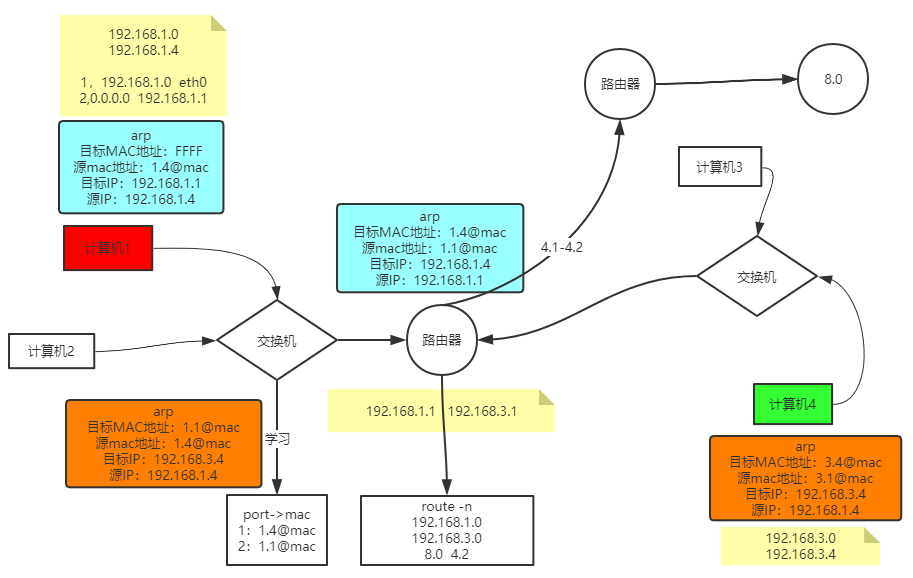 192.168.1.0
192.168.1.4
1，192.168.1.0 eth0
2,0.0.0.0 192.168.1.1
arp
目标MAC地址：FFFF
源mac地址：1.4@mac
目标IP：192.168.1.1
源IP：192.168.1.4
计算机1
计算机2
交换机
arp
目标MAC地址：1.1@mac
源mac地址：1.4@mac
目标IP：192.168.3.4
源IP：192.168.1.4
学习
port->mac
1：1.4@mac
2：1.1@mac
arp
目标MAC地址：1.4@mac
源mac地址：1.1@mac
目标IP：192.168.1.4
源IP：192.168.1.1
4.1-4.2
路由器
192.168.1.1 192.168.3.1
route -n
192.168.1.0
192.168.3.0
8.0 4.2
路由器
8.0
计算机3
交换机
计算机4
arp
目标MAC地址：3.4@mac
源mac地址：3.1@mac
目标IP：192.168.3.4
源IP：192.168.1.4
192.168.3.0
192.168.3.4